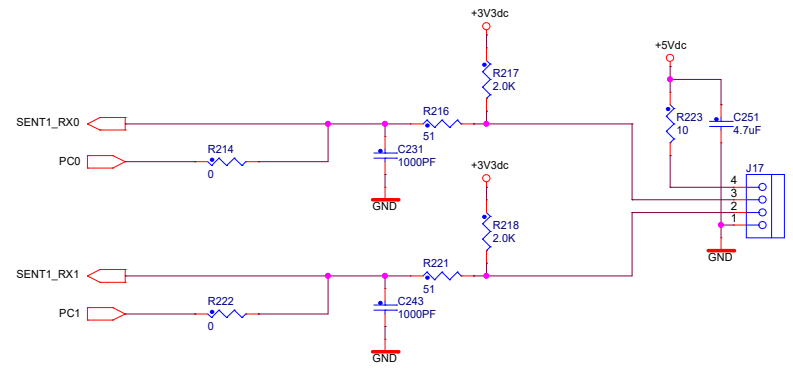 +3V3dc
R217
2.0K
+5Vdc
R223
10
C251
4.7uF
SENT1_RX0
R216
51
PC0
R214
0
C231
1000PF
GND
J17
4
3
2
1
GND
+3V3dc
R218
2.0K
SENT1_RX1
R221
51
PC1
R222
0
C243
1000PF
GND